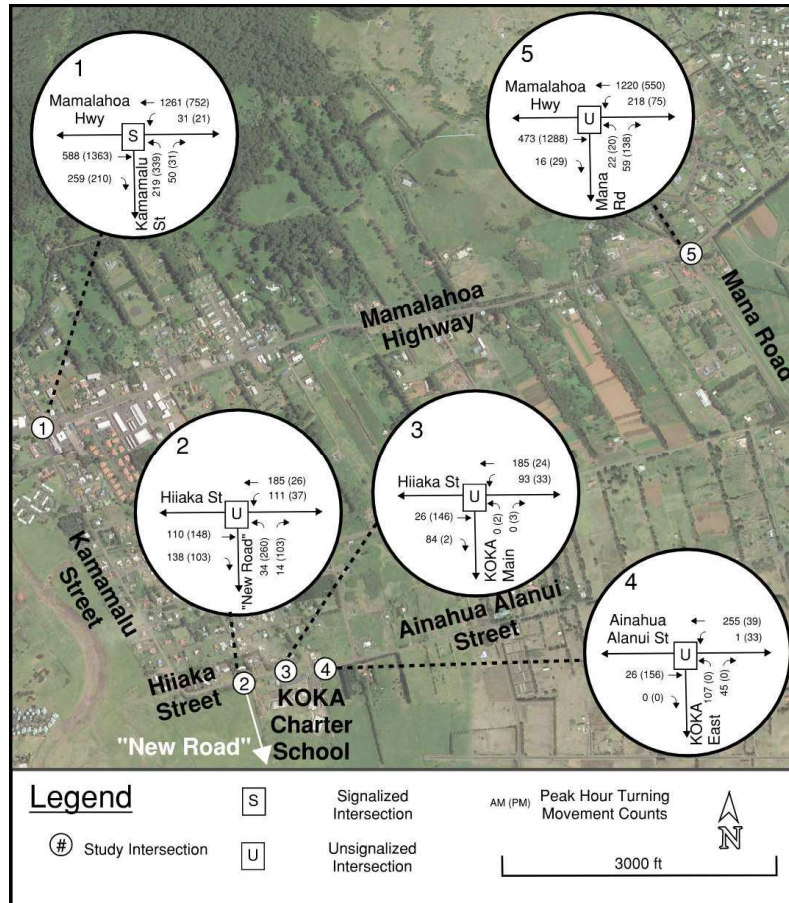 1
Mamalahoa
Hwy
1261 (752)
31 (21)
S
588 (1363)
259 (210)
219 (339)
50 (31)
Kamamalu
St
5
Mamalahoa
Hwy
1220 (550)
218 (75)
U
473 (1288)
16 (29)
22 (20)
59 (138)
Mana
Rd
5
Mamalahoa
Highway
Mana Road
1
2
Hiiaka St
185 (26)
111 (37)
U
110 (148)
138 (103)
34 (260)
14 (103)
"New Road"
3
Hiiaka St
185 (24)
93 (33)
U
26 (146)
84 (2)
0 (2)
0 (3)
KOKA
Main
4
Ainahua
Alanui St
255 (39)
1 (33)
U
26 (156)
0 (0)
107 (0)
45 (0)
KOKA
East
Kamamalu
Street
Ainahua Alanui
Street
Hiiaka
Street
2
3
4
KOKA
Charter
School
"New Road"
Legend
# Study Intersection
S Signalized
Intersection
U Unsignalized
Intersection
AM (PM) Peak Hour Turning
Movement Counts
N
3000 ft